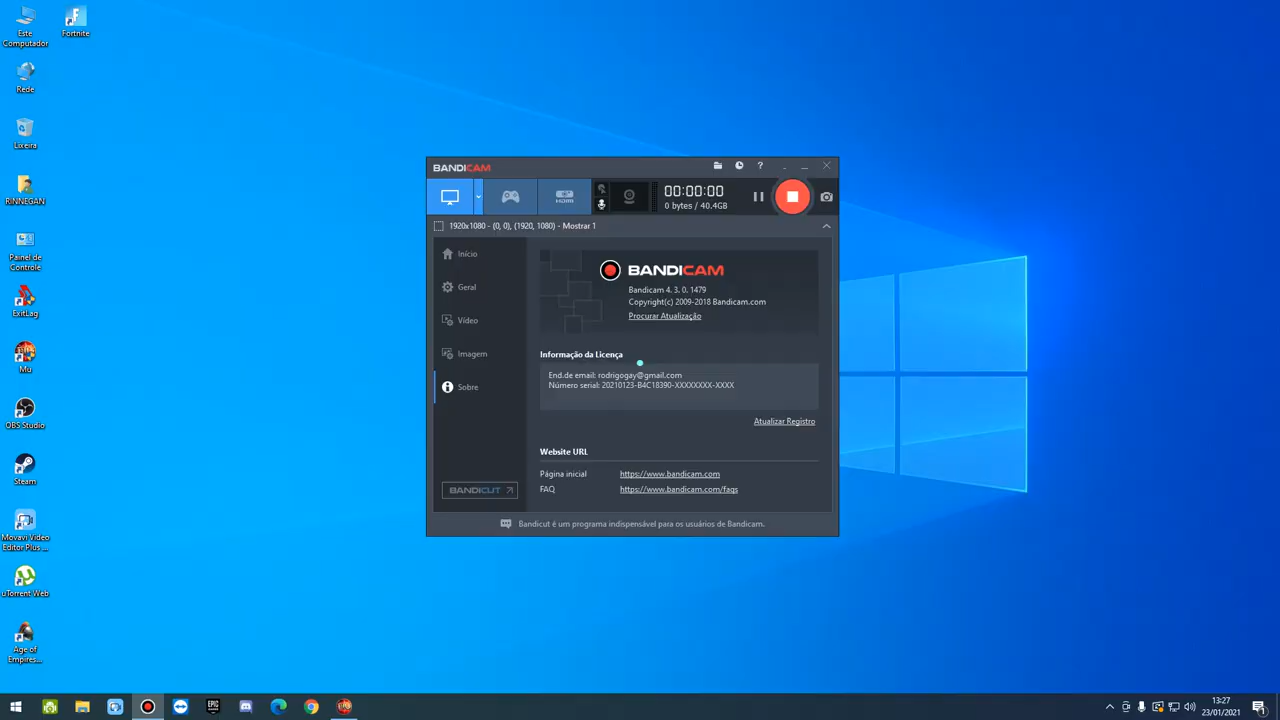 Este
Computador
Fortnite
Rede
Lixeira
RINNEGAN
Painel de
Controle
ExitLag
Mu
OBS Studio
Steam
Movavi Video
Editor Plus ...
uTorrent Web
Age of
Empires...
BANDICAM
?
HDMI
00:00:00
0 bytes / 40.4GB
1920x1080 - (0, 0), (1920, 1080) - Mostrar 1
Início
Geral
Vídeo
Imagem
Sobre
BANDICUT
BANDICAM
Bandicam 4. 3, 0, 1479
Copyright(c) 2009-2018 Bandicam.com
Procurar Atualização
Informação da Licença
End.de email: rodrigogay@gmail.com
Número serial: 20210123-B4C18390-XXXXXXXX-XXXX
Atualizar Registro
Website URL
Página inicial https://www.bandicam.com
FAQ https://www.bandicam.com/faqs
Bandicut é um programa indispensável para os usuários de Bandicam.
EPIC
13:27
23/01/2021
1